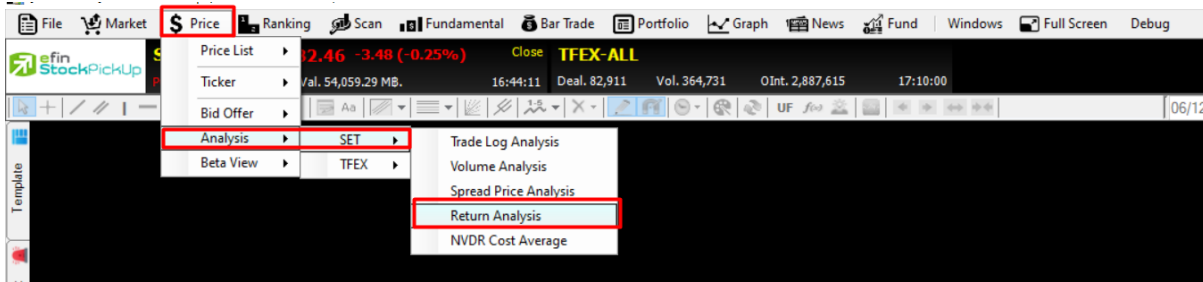 File Market $ Price Ranking Scan Fundamental Bar Trade Portfolio Graph News Fund Windows Full Screen Debug
efin
StockPickUp
Price List
32.46 -3.48 (-0.25%) Close TFEX-ALL
Ticker
Val. 54,059.29 MB. 16:44:11 Deal. 82,911 Vol. 364,731 OInt. 2,887,615 17:10:00
Bid Offer
Aa UF f(x) 06/12
Analysis SET Trade Log Analysis
Beta View TFEX Volume Analysis
Template
Spread Price Analysis
Return Analysis
NVDR Cost Average